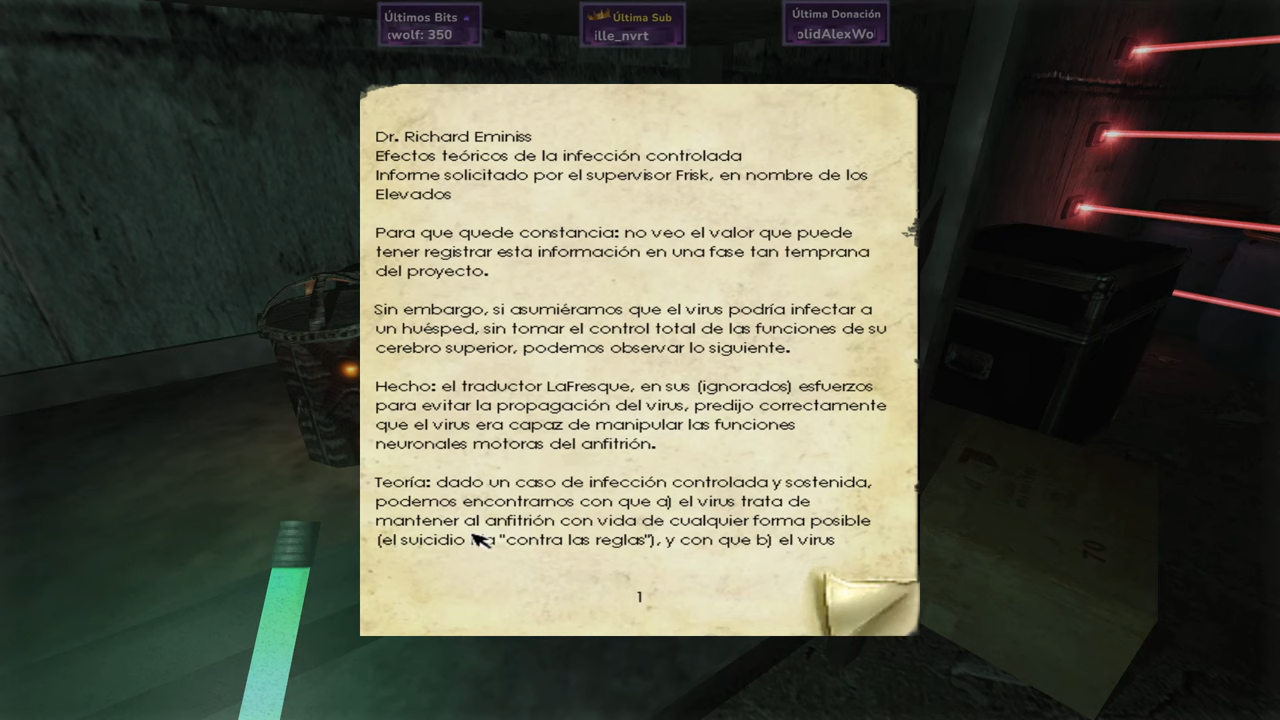 Últimos Bits
wolf: 350
Última Sub
ille_nvrt
Última Donación
olidAlexWo
Dr. Richard Eminiss
Efectos teóricos de la infección controlada
Informe solicitado por el supervisor Frisk, en nombre de los
Elevados
Para que quede constancia: no veo el valor que puede
tener registrar esta información en una fase tan temprana
del proyecto.
Sin embargo, si asumiéramos que el virus podría infectar a
un huésped, sin tomar el control total de las funciones de su
cerebro superior, podemos observar lo siguiente.
Hecho: el traductor LaFresque, en sus (ignorados) esfuerzos
para evitar la propagación del virus, predijo correctamente
que el virus era capaz de manipular las funciones
neuronales motoras del anfitrión.
Teoría: dado un caso de infección controlada y sostenida,
podemos encontrarnos con que a) el virus trata de
mantener al anfitrión con vida de cualquier forma posible
(el suicidio "contra las reglas"), y con que b) el virus
1
70